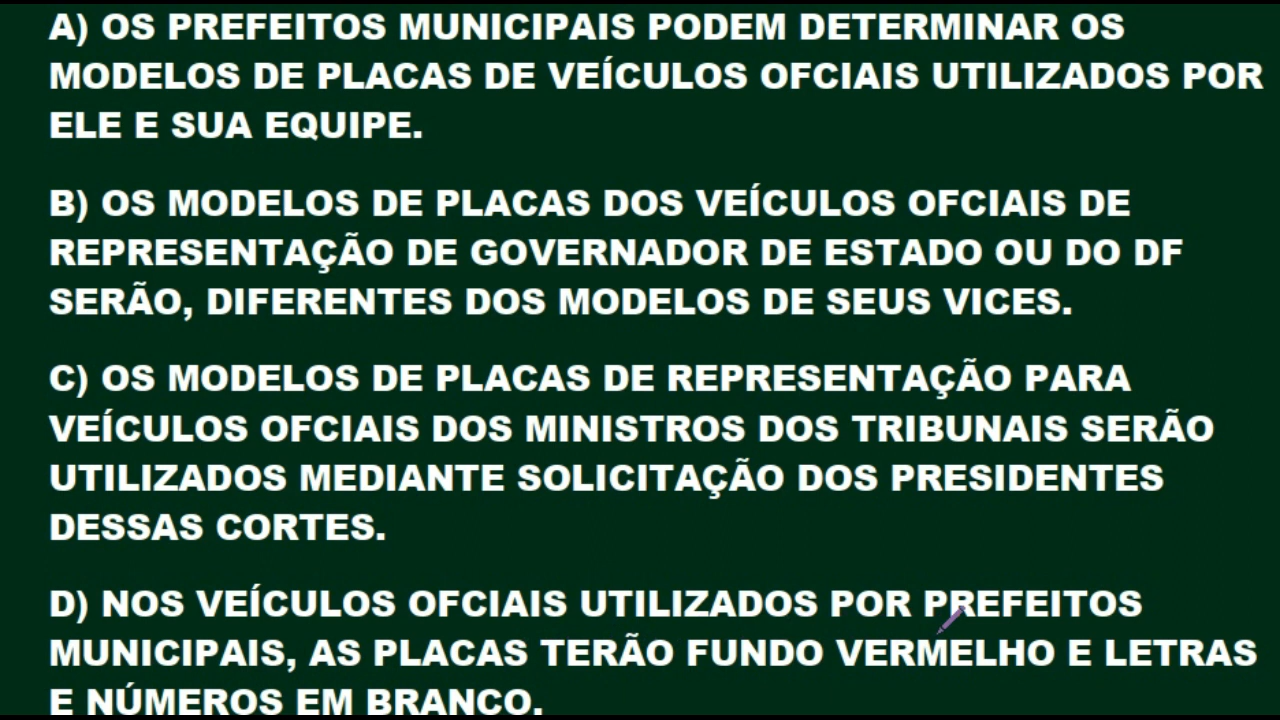 A) OS PREFEITOS MUNICIPAIS PODEM DETERMINAR OS
MODELOS DE PLACAS DE VEÍCULOS OFCIAIS UTILIZADOS POR
ELE E SUA EQUIPE.
B) OS MODELOS DE PLACAS DOS VEÍCULOS OFCIAIS DE
REPRESENTAÇÃO DE GOVERNADOR DE ESTADO OU DO DF
SERÃO, DIFERENTES DOS MODELOS DE SEUS VICES.
C) OS MODELOS DE PLACAS DE REPRESENTAÇÃO PARA
VEÍCULOS OFCIAIS DOS MINISTROS DOS TRIBUNAIS SERÃO
UTILIZADOS MEDIANTE SOLICITAÇÃO DOS PRESIDENTES
DESSAS CORTES.
D) NOS VEÍCULOS OFCIAIS UTILIZADOS POR PREFEITOS
MUNICIPAIS, AS PLACAS TERÃO FUNDO VERMELHO E LETRAS
E NÚMEROS EM BRANCO.